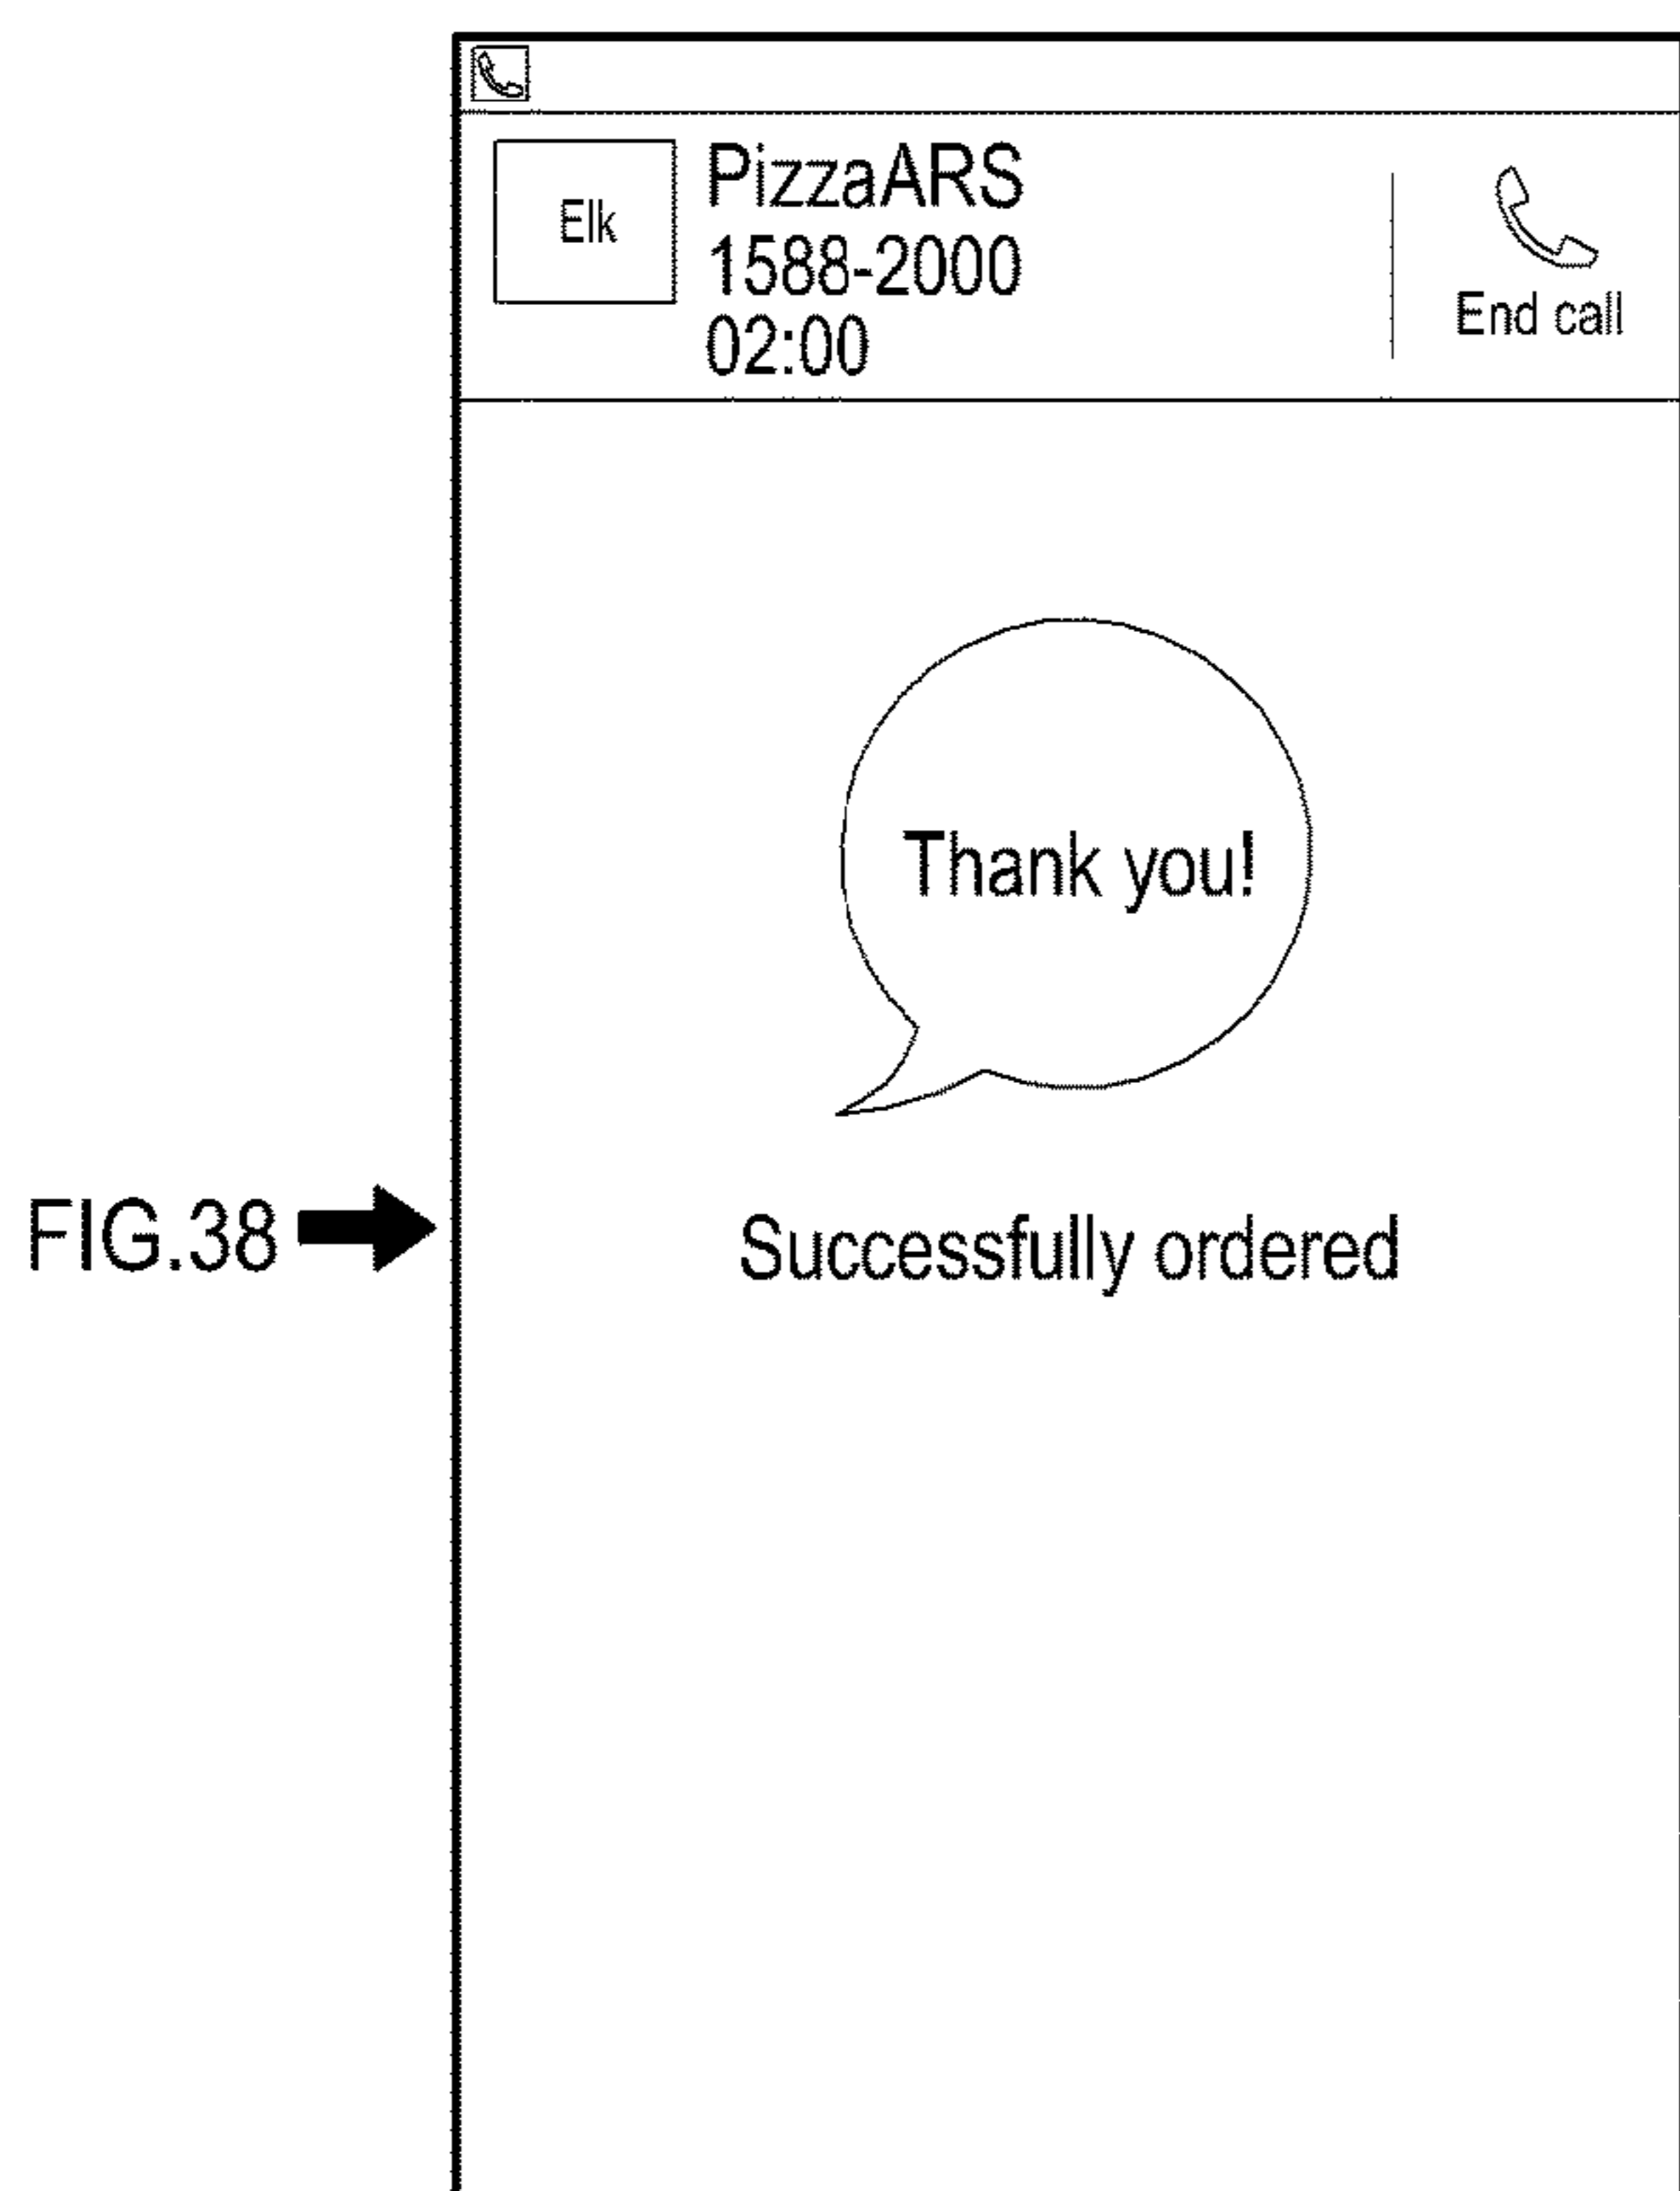 Elk
PizzaARS
1588-2000
02:00
End call
Thank you!
FIG.38
Successfully ordered